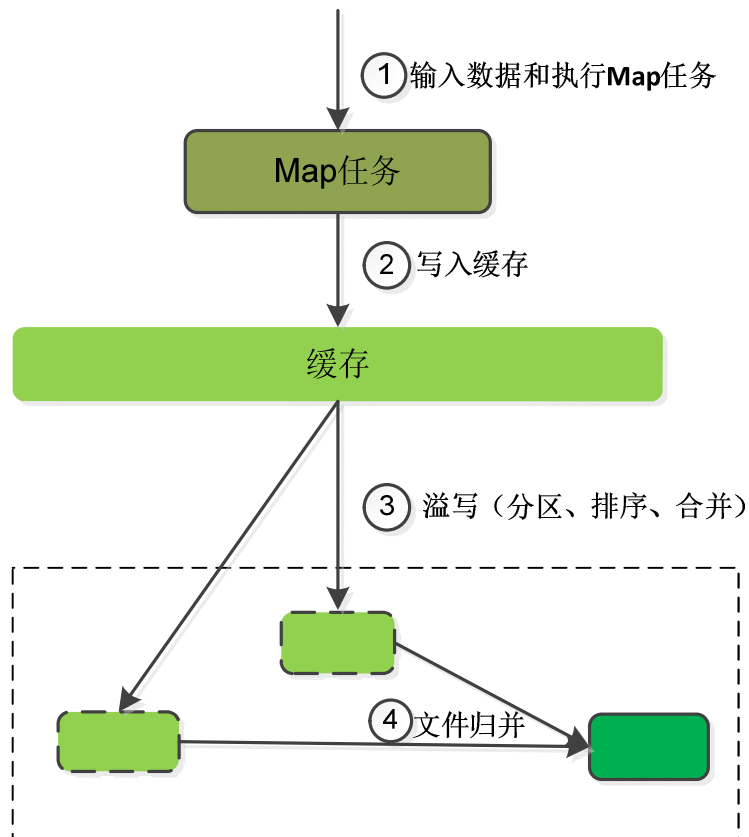 ① 输入数据和执行Map任务
Map任务
② 写入缓存
缓存
③ 溢写（分区、排序、合并）
④ 文件归并